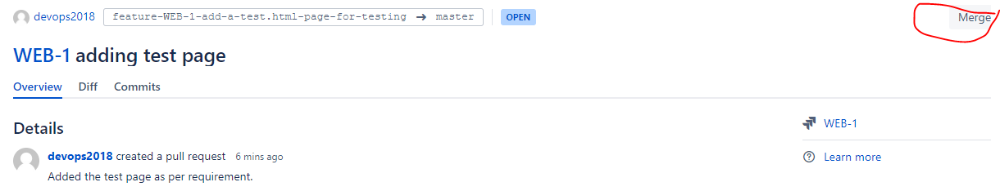 devops2018 feature-WEB-1-add-a-test.html-page-for-testing → master OPEN Merge
WEB-1 adding test page
Overview Diff Commits
Details
WEB-1
devops2018 created a pull request 6 mins ago
Learn more
Added the test page as per requirement.